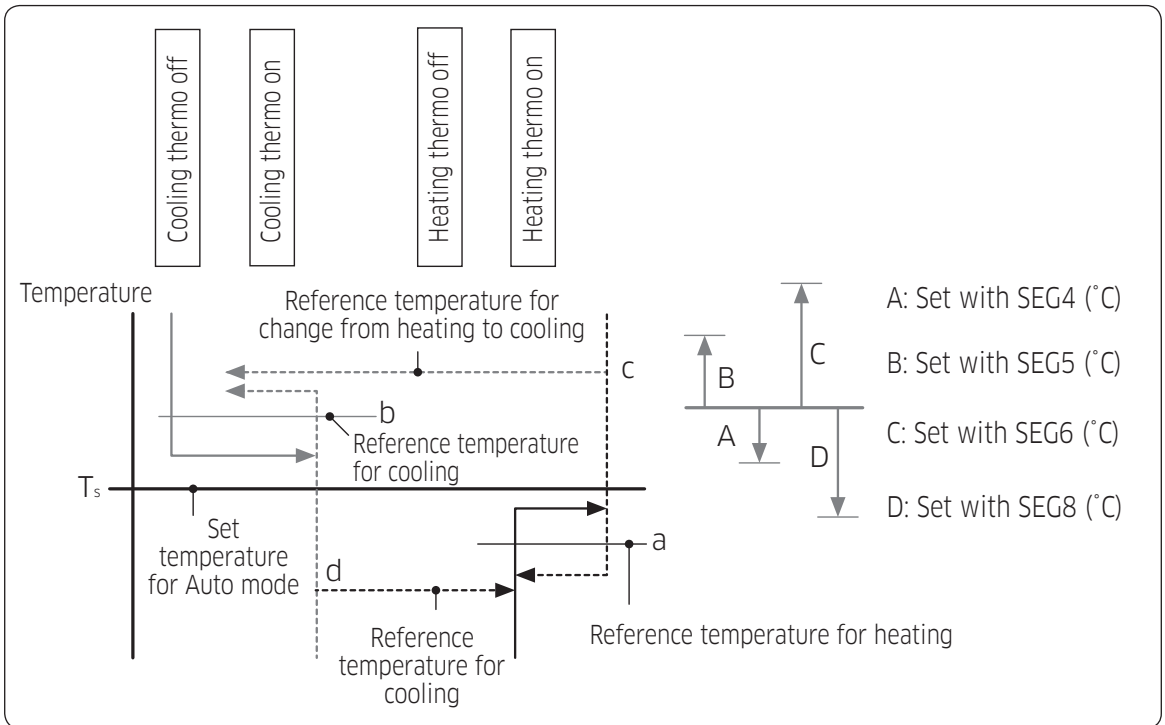 Cooling thermo off
Cooling thermo on
Heating thermo off
Heating thermo on
Temperature
Reference temperature for
change from heating to cooling
c
b
Reference temperature
for cooling
Ts
Set
temperature
for Auto mode
d
a
Reference
temperature for
cooling
Reference temperature for heating
B
C
A
D
A: Set with SEG4 (˚C)
B: Set with SEG5 (˚C)
C: Set with SEG6 (˚C)
D: Set with SEG8 (˚C)